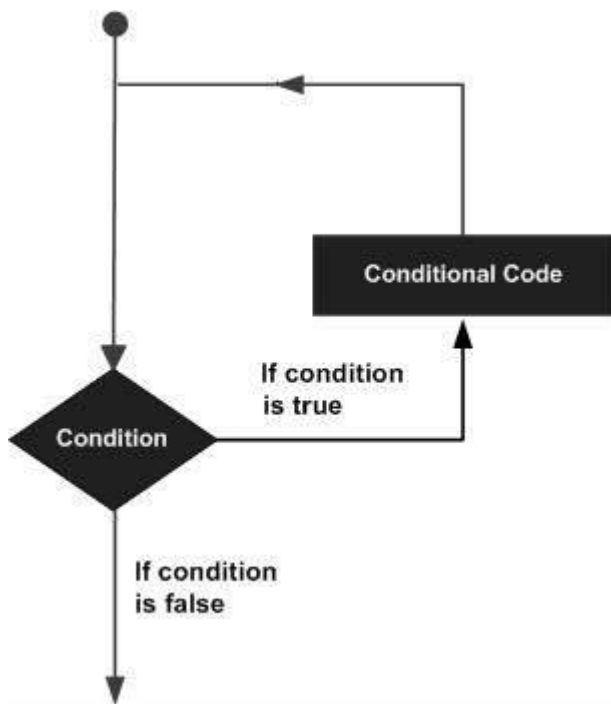 Conditional Code
If condition
is true
Condition
If condition
is false